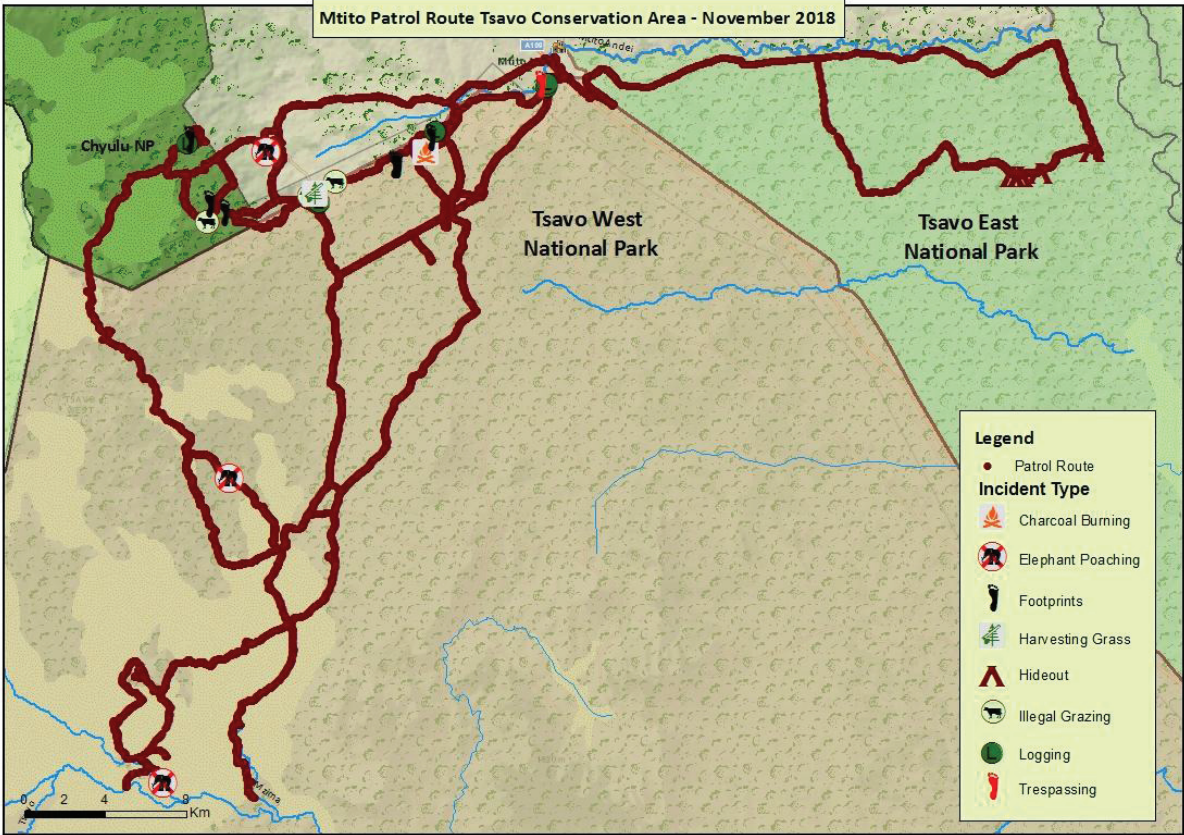 Mtito Patrol Route Tsavo Conservation Area - November 2018
A109
Andei
Chyulu NP
Tsavo West
National Park
Tsavo East
National Park
Legend
Patrol Route
Incident Type
Charcoal Burning
Elephant Poaching
Footprints
Harvesting Grass
Hideout
Illegal Grazing
L Logging
Trespassing
Mzima
0 2 4 8
Km